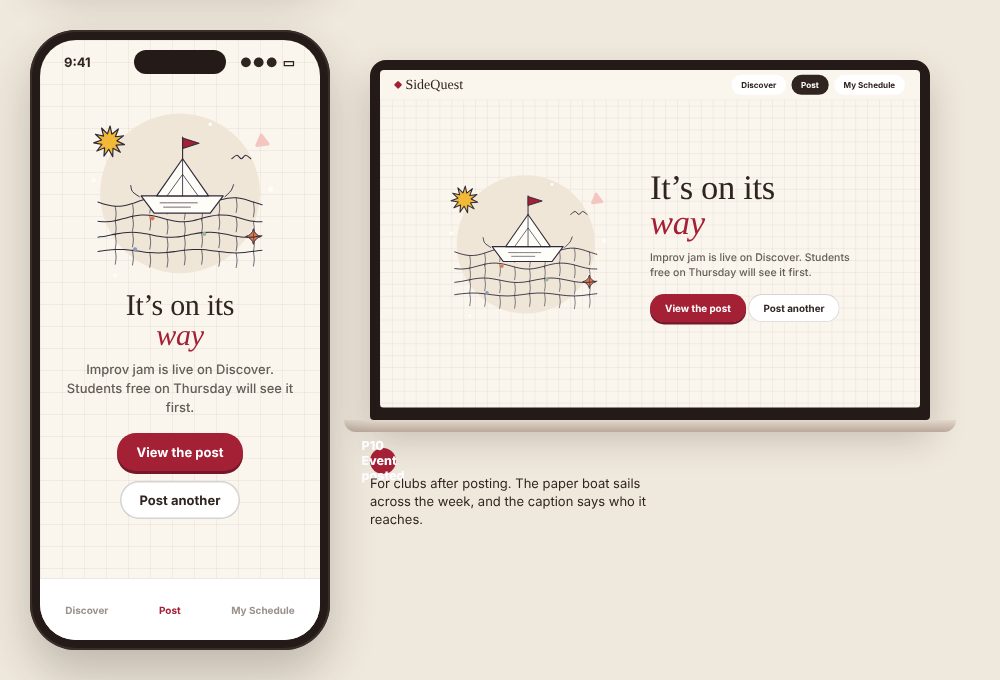 9:41
It’s on its
way
Improv jam is live on Discover.
Students free on Thursday will see it
first.
View the post
Post another
Discover
Post
My Schedule
SideQuest
Discover
Post
My Schedule
It’s on its
way
Improv jam is live on Discover. Students
free on Thursday will see it first.
View the post
Post another
P10
Event
posted
For clubs after posting. The paper boat sails
across the week, and the caption says who it
reaches.